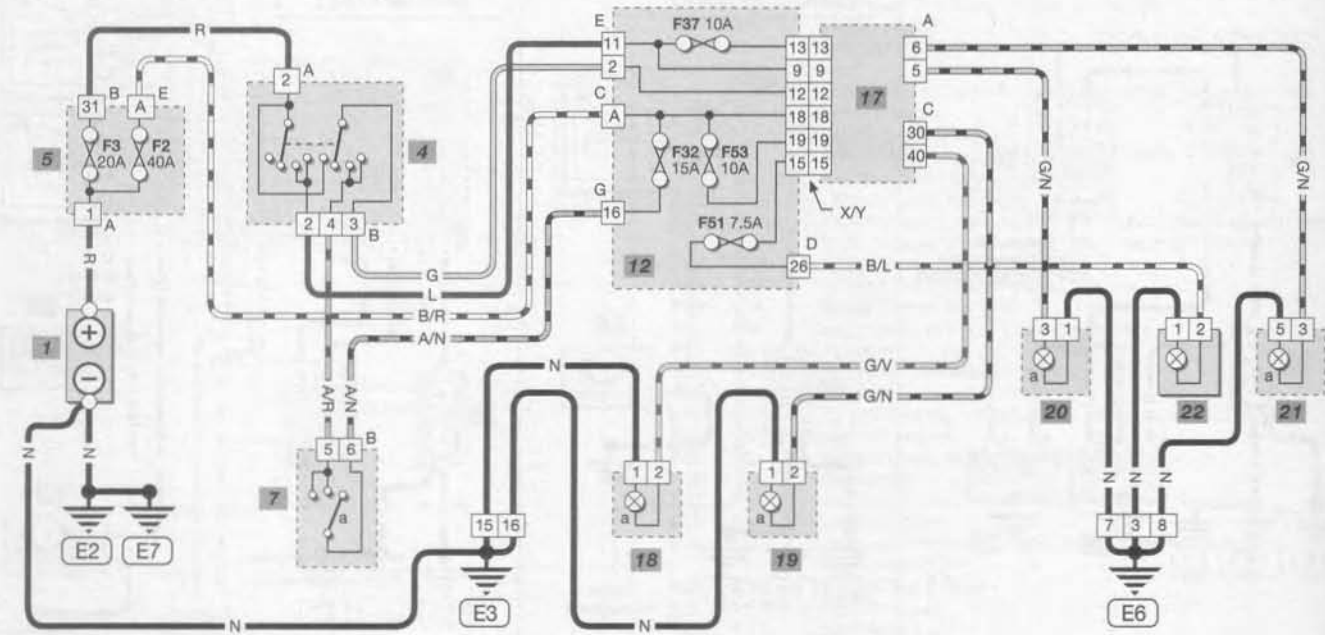 R
E
F37 10A
A
11
2
13 13
9 9
12 12
18 18
19 19
15 15
17
6
5
C
30
40
2 A
31 B
A E
F3 20A
F2 40A
5
1 A
4
2 4 3 B
C
A
F32 15A
F53 10A
G
16
F51 7.5A
X/Y
12
D
26
B/L
G
L
B/R
A/N
R
1
+
−
G/N
G/N
3 1
a
20
1 2
a
22
5 3
a
21
N
G/V
G/N
A/R
A/N
N
N
5 6 B
a
7
1 2
a
18
1 2
a
19
15 16
N
N
N
7 3 8
E2
E7
E3
E6
N
N